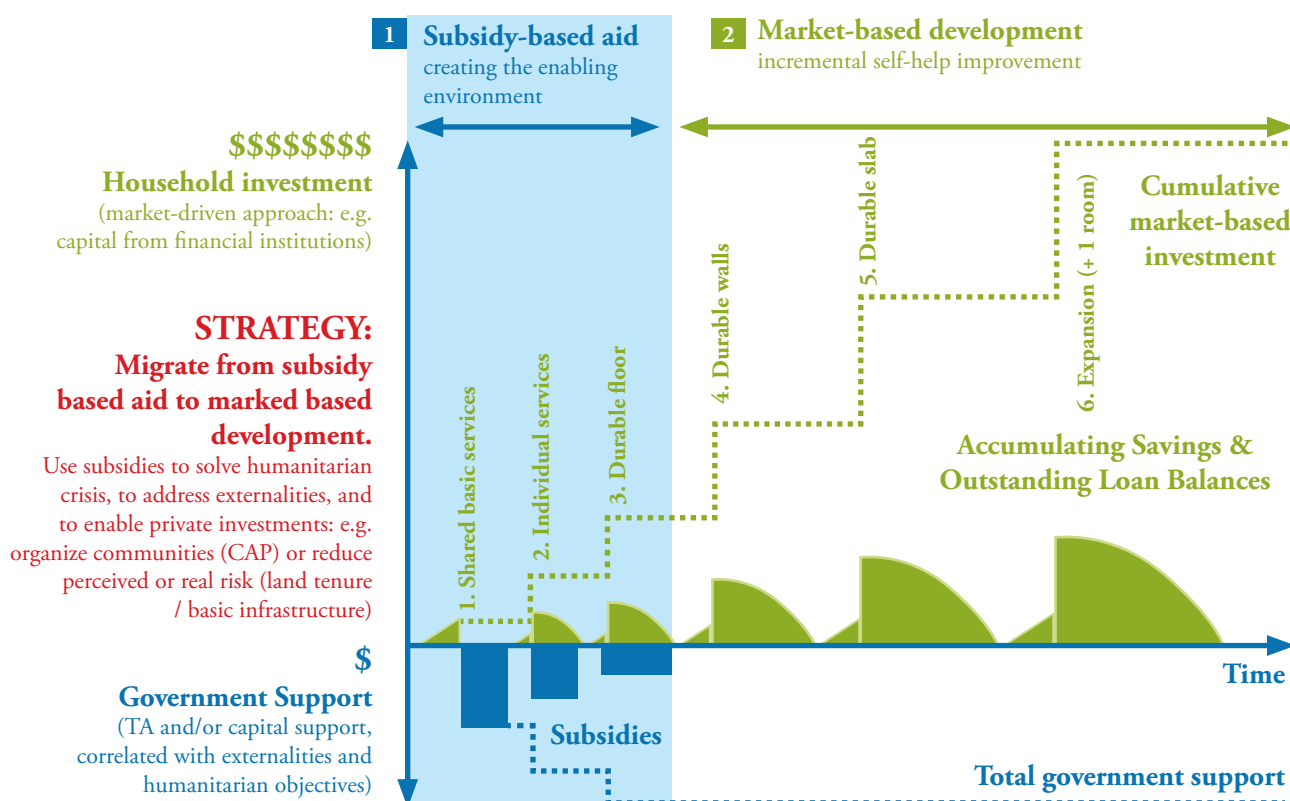 1 Subsidy-based aid
creating the enabling
environment
2 Market-based development
incremental self-help improvement
$$$$$$$$
Household investment
(market-driven approach: e.g.
capital from financial institutions)
STRATEGY:
Migrate from subsidy
based aid to marked based
development.
Use subsidies to solve humanitarian
crisis, to address externalities, and
to enable private investments: e.g.
organize communities (CAP) or reduce
perceived or real risk (land tenure
/ basic infrastructure)
$
Government Support
(TA and/or capital support,
correlated with externalities and
humanitarian objectives)
1. Shared basic services
2. Individual services
3. Durable floor
4. Durable walls
5. Durable slab
6. Expansion (+ 1 room)
Cumulative
market-based
investment
Accumulating Savings &
Outstanding Loan Balances
Time
Subsidies
Total government support